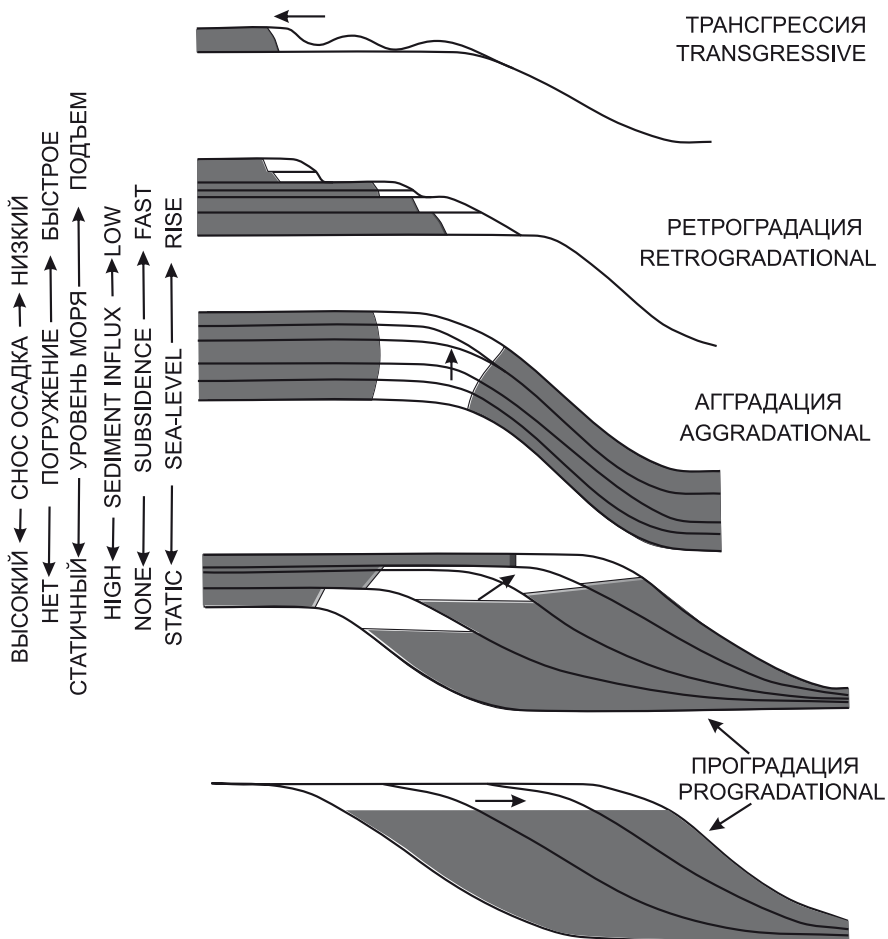 ТРАНСГРЕССИЯ
TRANSGRESSIVE
РЕТРОГРАДАЦИЯ
RETROGRADATIONAL
АГГРАДАЦИЯ
AGGRADATIONAL
ПРОГРАДАЦИЯ
PROGRADATIONAL
ВЫСОКИЙ СНОС ОСАДКА НИЗКИЙ
НЕТ ПОГРУЖЕНИЕ БЫСТРОЕ
СТАТИЧНЫЙ УРОВЕНЬ МОРЯ ПОДЪЕМ
HIGH SEDIMENT INFLUX LOW
NONE SUBSIDENCE FAST
STATIC SEA-LEVEL RISE